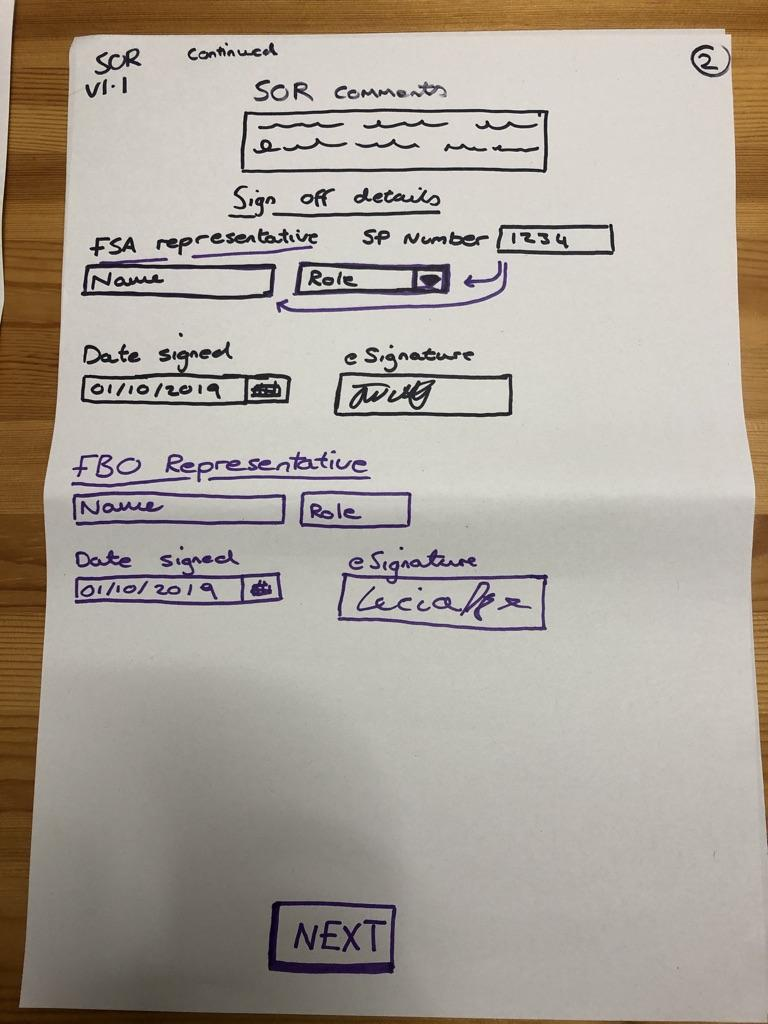 SOR continued
2
V1.1
SOR comments
Sign off details
FSA representative SP Number 1234
Name Role
Date signed eSignature
01/10/2019
FBO Representative
Name Role
Date signed eSignature
01/10/2019
NEXT